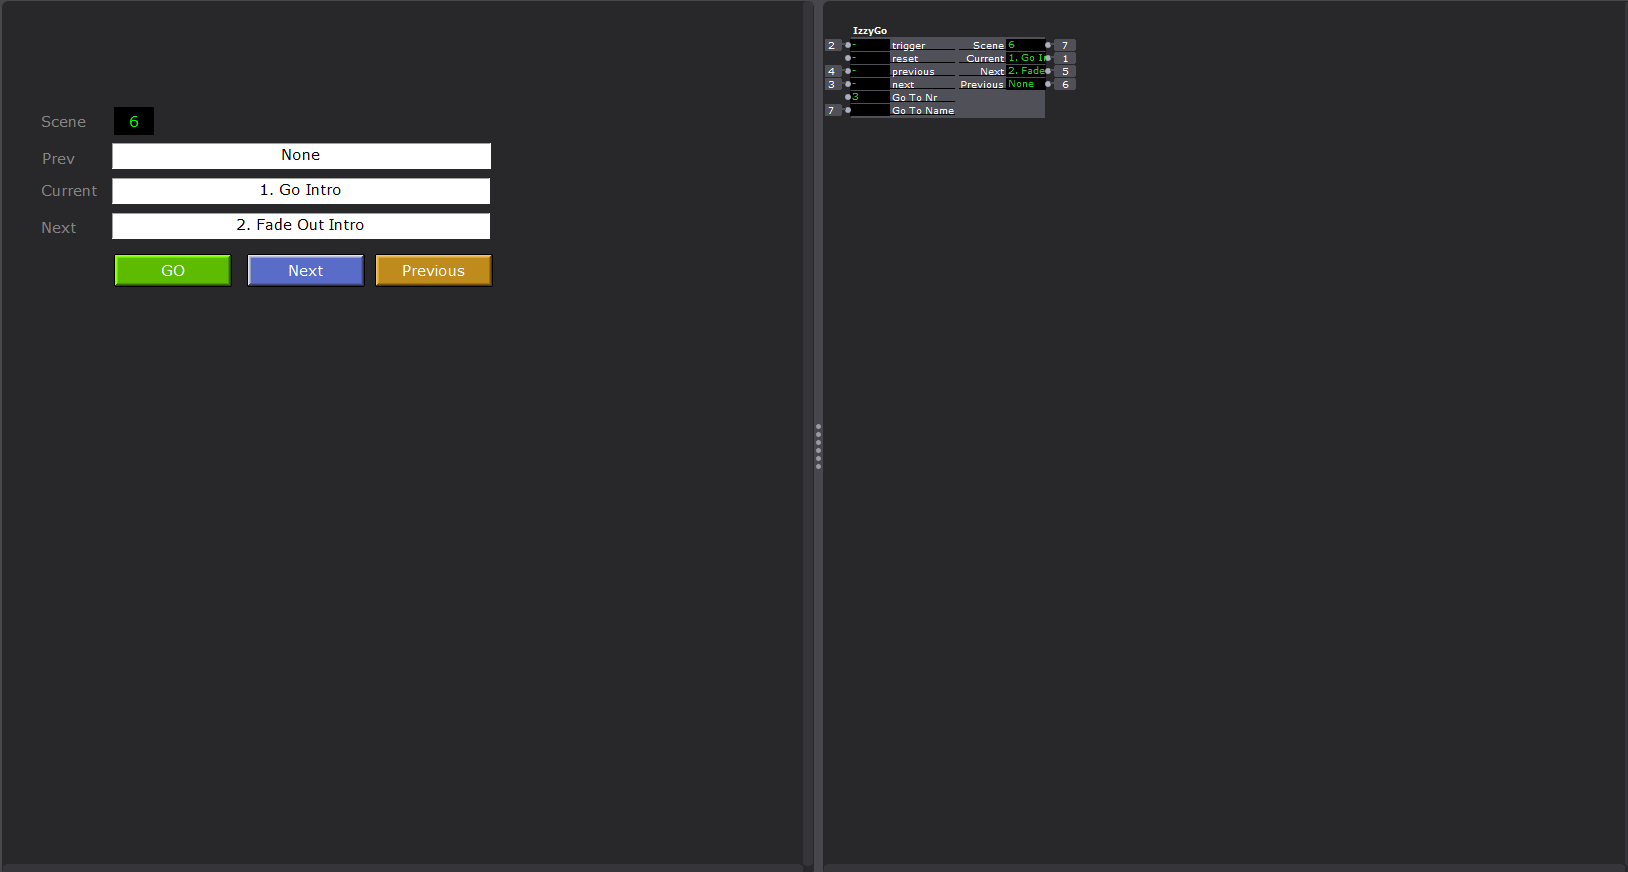 Scene 6
Prev None
Current 1. Go Intro
Next 2. Fade Out Intro
GO Next Previous
IzzyGo
2 - trigger Scene 6 7
- reset Current 1. Go In 1
4 - previous Next 2. Fade 5
3 - next Previous None 6
3 Go To Nr
7 Go To Name